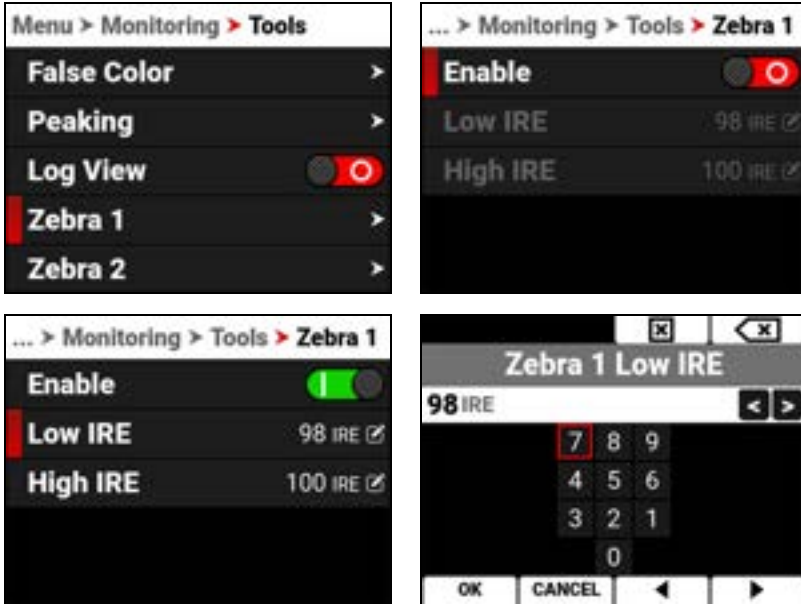 Menu > Monitoring > Tools
False Color >
Peaking >
Log View
Zebra 1 >
Zebra 2 >
... > Monitoring > Tools > Zebra 1
Enable
Low IRE 98 IRE
High IRE 100 IRE
... > Monitoring > Tools > Zebra 1
Enable
Low IRE 98 IRE
High IRE 100 IRE
Zebra 1 Low IRE
98 IRE < >
7 8 9
4 5 6
3 2 1
0
OK CANCEL ◀ ▶